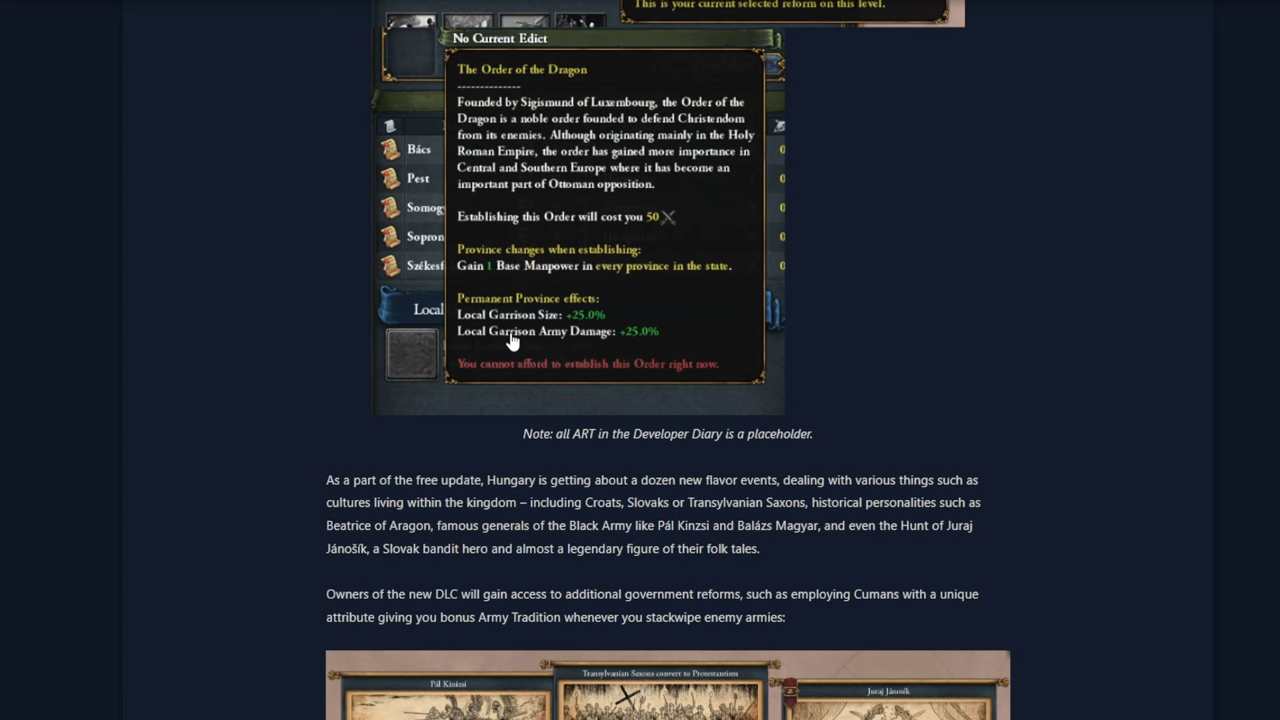 This is your current selected reform on this level.
No Current Edict
The Order of the Dragon
--------------
Founded by Sigismund of Luxembourg, the Order of the
Dragon is a noble order founded to defend Christendom
from its enemies. Although originating mainly in the Holy
Roman Empire, the order has gained more importance in
Central and Southern Europe where it has become an
important part of Ottoman opposition.
Establishing this Order will cost you 50
Province changes when establishing:
Gain 1 Base Manpower in every province in the state.
Permanent Province effects:
Local Garrison Size: +25.0%
Local Garrison Army Damage: +25.0%
You cannot afford to establish this Order right now.
Bács 0
Pest 0
Somog 0
Sopron 0
Székesf 0
Local
Note: all ART in the Developer Diary is a placeholder.
As a part of the free update, Hungary is getting about a dozen new flavor events, dealing with various things such as
cultures living within the kingdom – including Croats, Slovaks or Transylvanian Saxons, historical personalities such as
Beatrice of Aragon, famous generals of the Black Army like Pál Kinzsi and Balázs Magyar, and even the Hunt of Juraj
Jánošík, a Slovak bandit hero and almost a legendary figure of their folk tales.
Owners of the new DLC will gain access to additional government reforms, such as employing Cumans with a unique
attribute giving you bonus Army Tradition whenever you stackwipe enemy armies:
Pál Kinizsi
Transylvanian Saxons convert to Protestantism
Juraj Jánošík